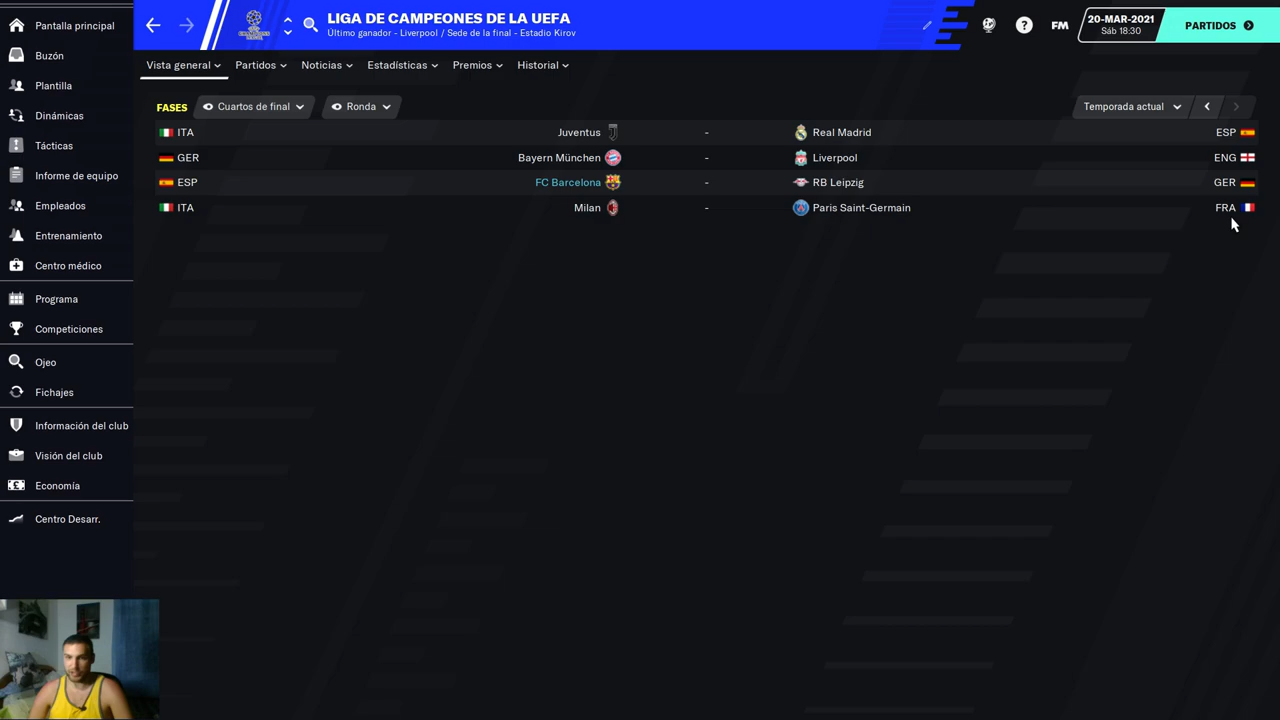 Pantalla principal
Buzón
Plantilla
Dinámicas
Tácticas
Informe de equipo
Empleados
Entrenamiento
Centro médico
Programa
Competiciones
Ojeo
Fichajes
Información del club
Visión del club
Economía
Centro Desarr.
LIGA DE CAMPEONES DE LA UEFA
Último ganador - Liverpool / Sede de la final - Estadio Kirov
?
FM
20-MAR-2021
Sáb 18:30
PARTIDOS
Vista general Partidos Noticias Estadísticas Premios Historial
FASES Cuartos de final Ronda Temporada actual
ITA Juventus - Real Madrid ESP
GER Bayern München - Liverpool ENG
ESP FC Barcelona - RB Leipzig GER
ITA Milan - Paris Saint-Germain FRA